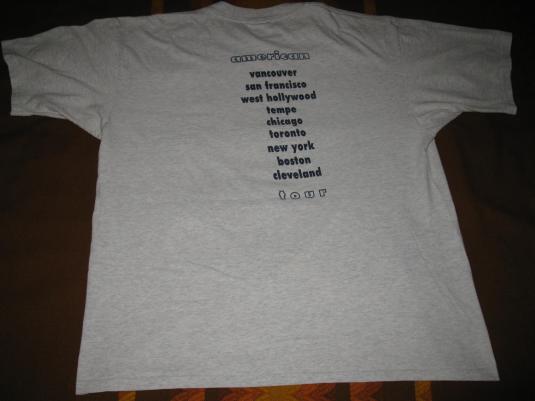 american
vancouver
san francisco
west hollywood
tempe
chicago
toronto
new york
boston
cleveland
tour